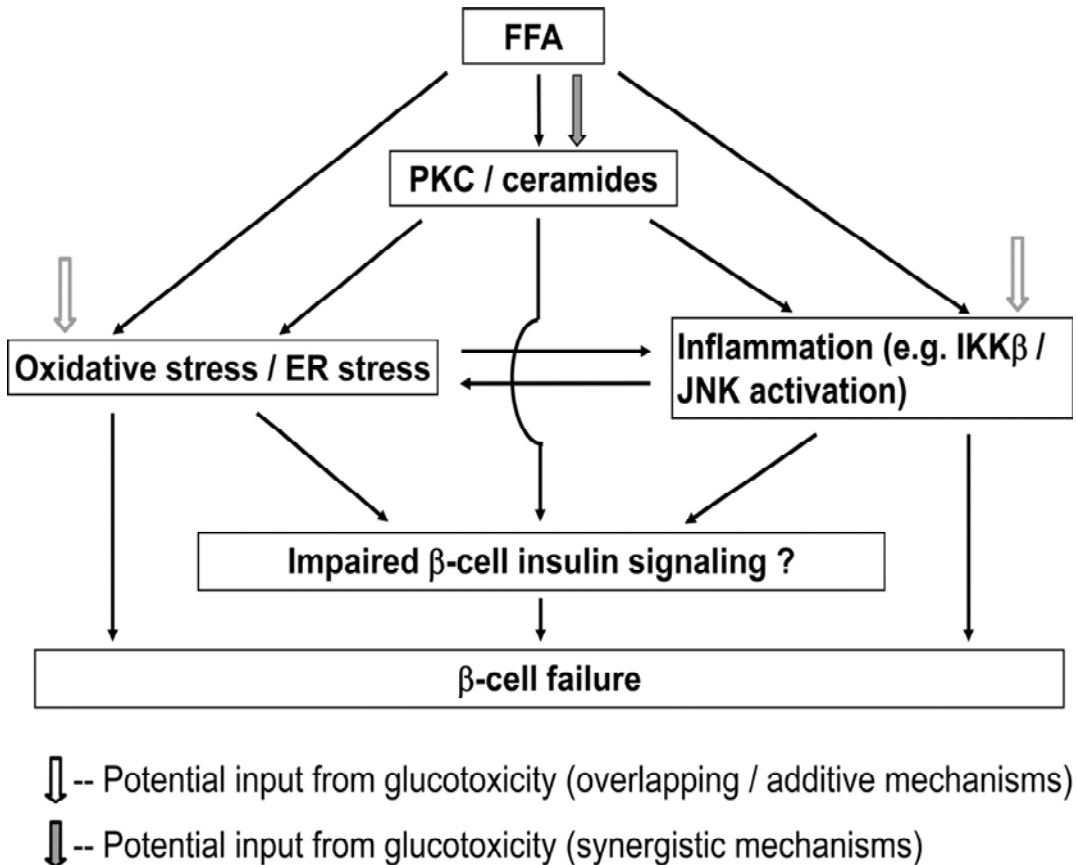 FFA
PKC / ceramides
Oxidative stress / ER stress
Inflammation (e.g. IKKβ /
JNK activation)
Impaired β-cell insulin signaling ?
β-cell failure
-- Potential input from glucotoxicity (overlapping / additive mechanisms)
-- Potential input from glucotoxicity (synergistic mechanisms)